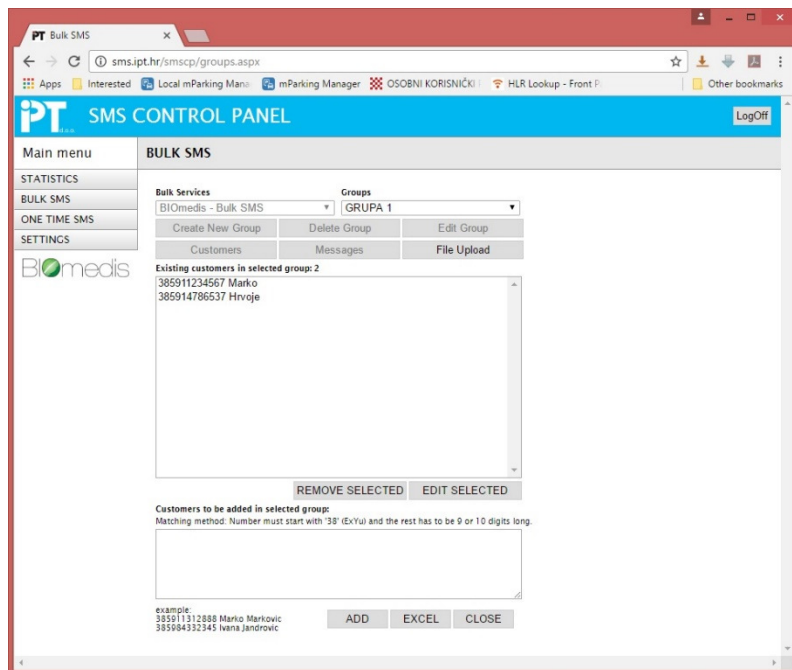 PT Bulk SMS
sms.ipt.hr/smscp/groups.aspx
Apps Interested Local mParking Mana mParking Manager OSOBNI KORISNIČKI HLR Lookup - Front P Other bookmarks
iPT d.o.o. SMS CONTROL PANEL LogOff
Main menu BULK SMS
STATISTICS
BULK SMS
ONE TIME SMS
SETTINGS
BIOmedis
Bulk Services Groups
BIOmedis - Bulk SMS GRUPA 1
Create New Group Delete Group Edit Group
Customers Messages File Upload
Existing customers in selected group: 2
385911234567 Marko
385914786537 Hrvoje
REMOVE SELECTED EDIT SELECTED
Customers to be added in selected group:
Matching method: Number must start with '38' (ExYu) and the rest has to be 9 or 10 digits long.
example:
385911312888 Marko Markovic
385984332345 Ivana Jandrovic
ADD EXCEL CLOSE